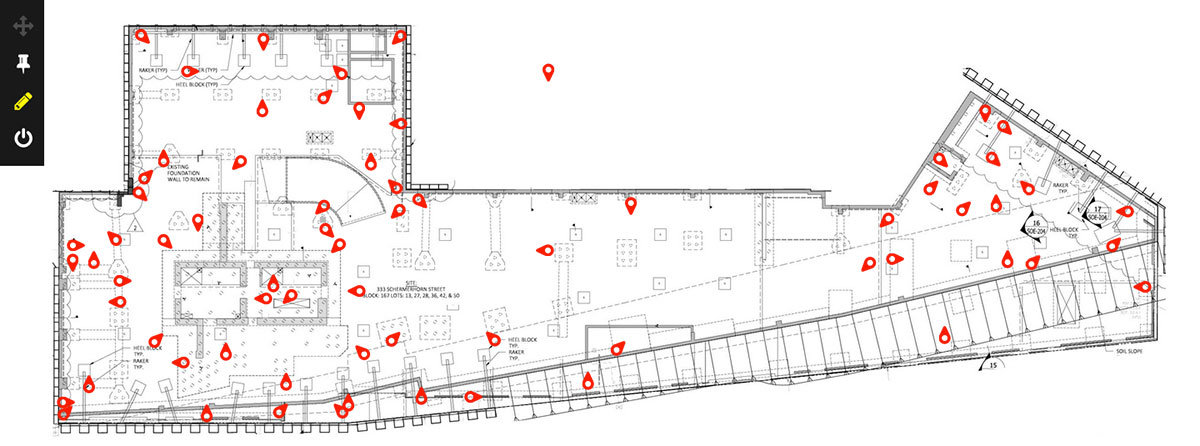 RAKER (TYP)
RAKER (TYP)
HEEL BLOCK (TYP)
EXISTING
FOUNDATION
WALL TO REMAIN
2
RAKER
TYP.
17
SOE-204
16
SOE-204
HEEL BLOCK
TYP.
SITE:
333 SCHERMERHORN STREET
BLOCK: 167 LOTS: 13, 27, 28, 36, 42, & 50
HEEL BLOCK
TYP.
RAKER
TYP.
HEEL BLOCK
TYP.
RAKER
TYP.
SOIL SLOPE
15